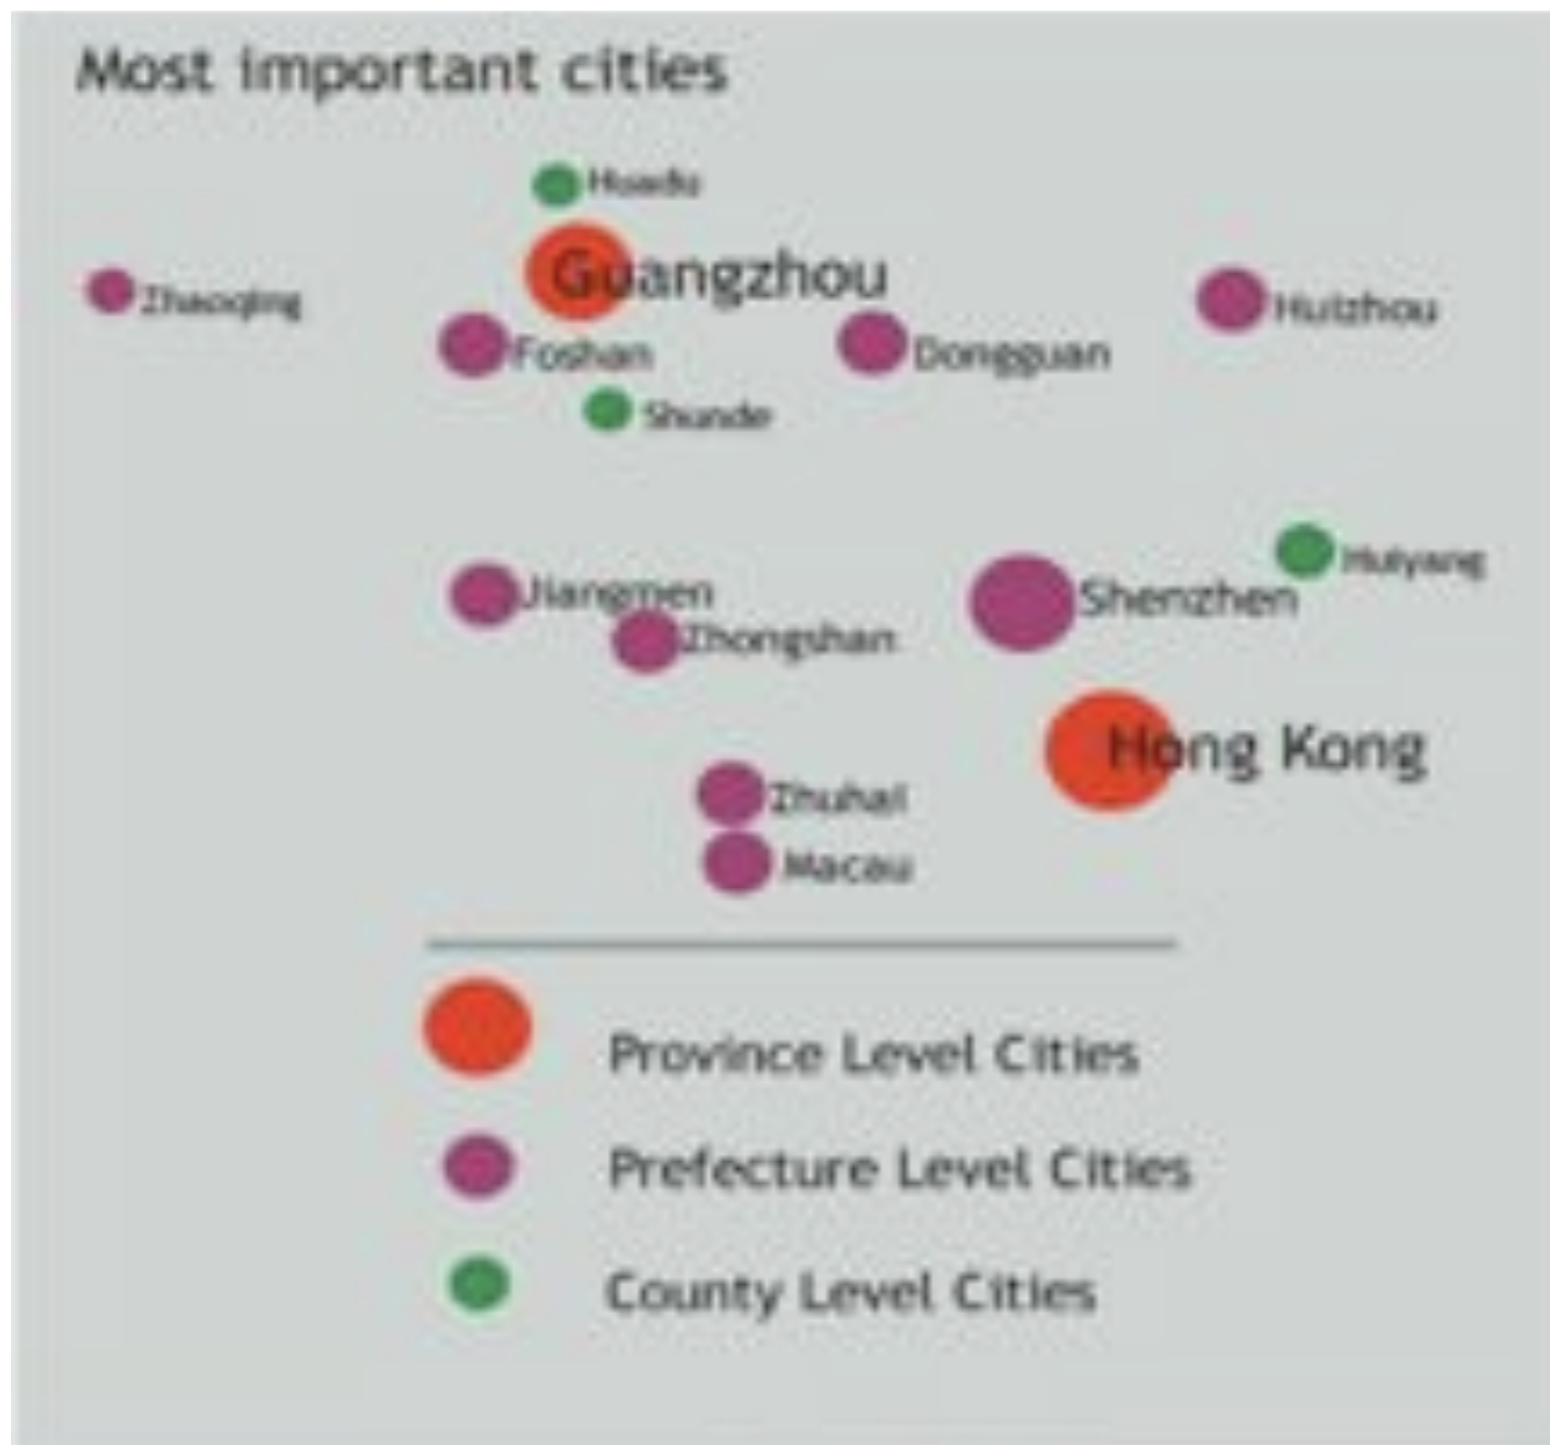 Most important cities
Huadu
Guangzhou
Zhaoqing
Huizhou
Foshan
Dongguan
Shunde
Huiyang
Jiangmen
Shenzhen
Zhongshan
Hong Kong
Zhuhai
Macau
Province Level Cities
Prefecture Level Cities
County Level Cities